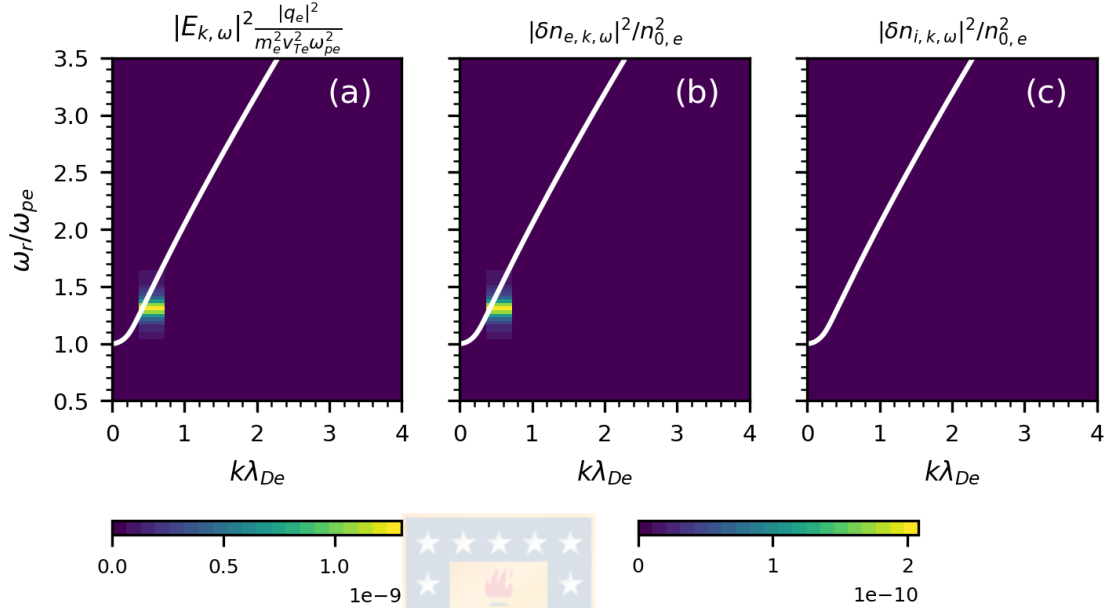 |E_{k, ω}|² |q_e|² / m_e² v_{Te}² ω_{pe}²
|δn_{e, k, ω}|²/n²_{0, e}
|δn_{i, k, ω}|²/n²_{0, e}
3.5
3.0
2.5
2.0
1.5
1.0
0.5
ω_r/ω_{pe}
(a)
(b)
(c)
0 1 2 3 4
0 1 2 3 4
0 1 2 3 4
kλ_{De}
kλ_{De}
kλ_{De}
0.0 0.5 1.0
1e-9
0 1 2
1e-10